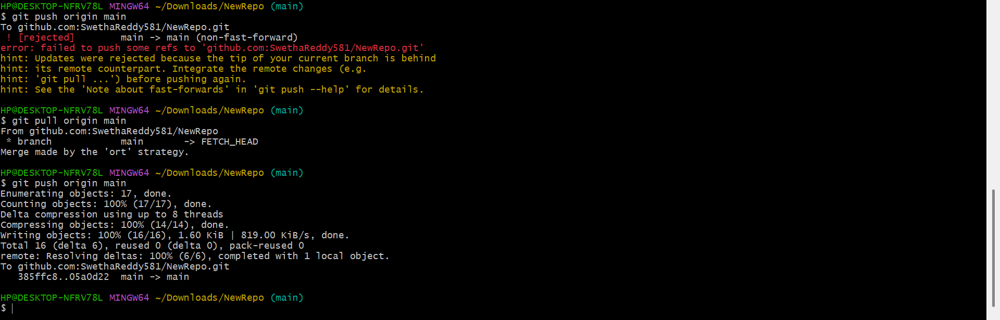 HP@DESKTOP-NFRV78L MINGW64 ~/Downloads/NewRepo (main)
$ git push origin main
To github.com:SwethaReddy581/NewRepo.git
 ! [rejected]        main -> main (non-fast-forward)
error: failed to push some refs to 'github.com:SwethaReddy581/NewRepo.git'
hint: Updates were rejected because the tip of your current branch is behind
hint: its remote counterpart. Integrate the remote changes (e.g.
hint: 'git pull ...') before pushing again.
hint: See the 'Note about fast-forwards' in 'git push --help' for details.
HP@DESKTOP-NFRV78L MINGW64 ~/Downloads/NewRepo (main)
$ git pull origin main
From github.com:SwethaReddy581/NewRepo
 * branch            main       -> FETCH_HEAD
Merge made by the 'ort' strategy.
HP@DESKTOP-NFRV78L MINGW64 ~/Downloads/NewRepo (main)
$ git push origin main
Enumerating objects: 17, done.
Counting objects: 100% (17/17), done.
Delta compression using up to 8 threads
Compressing objects: 100% (14/14), done.
Writing objects: 100% (16/16), 1.60 KiB | 819.00 KiB/s, done.
Total 16 (delta 6), reused 0 (delta 0), pack-reused 0
remote: Resolving deltas: 100% (6/6), completed with 1 local object.
To github.com:SwethaReddy581/NewRepo.git
   385ffc8..05a0d22  main -> main
HP@DESKTOP-NFRV78L MINGW64 ~/Downloads/NewRepo (main)
$